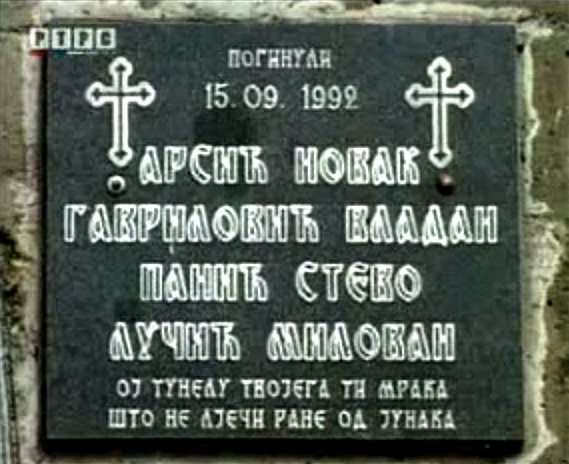 РТРС
ПОГИНУЛИ
15.09.1992
АРСИЋ НОВАК
ГАВРИЛОВИЋ ВЛАДАН
ПАНИЋ СТЕВО
ЛУЧИЋ МИЛОВАН
ОЈ ТУНЕЛУ ТВОЈЕГА ТИ МРАКА
ШТО НЕ ЛЈЕЧИ РАНЕ ОД ЈУНАКА